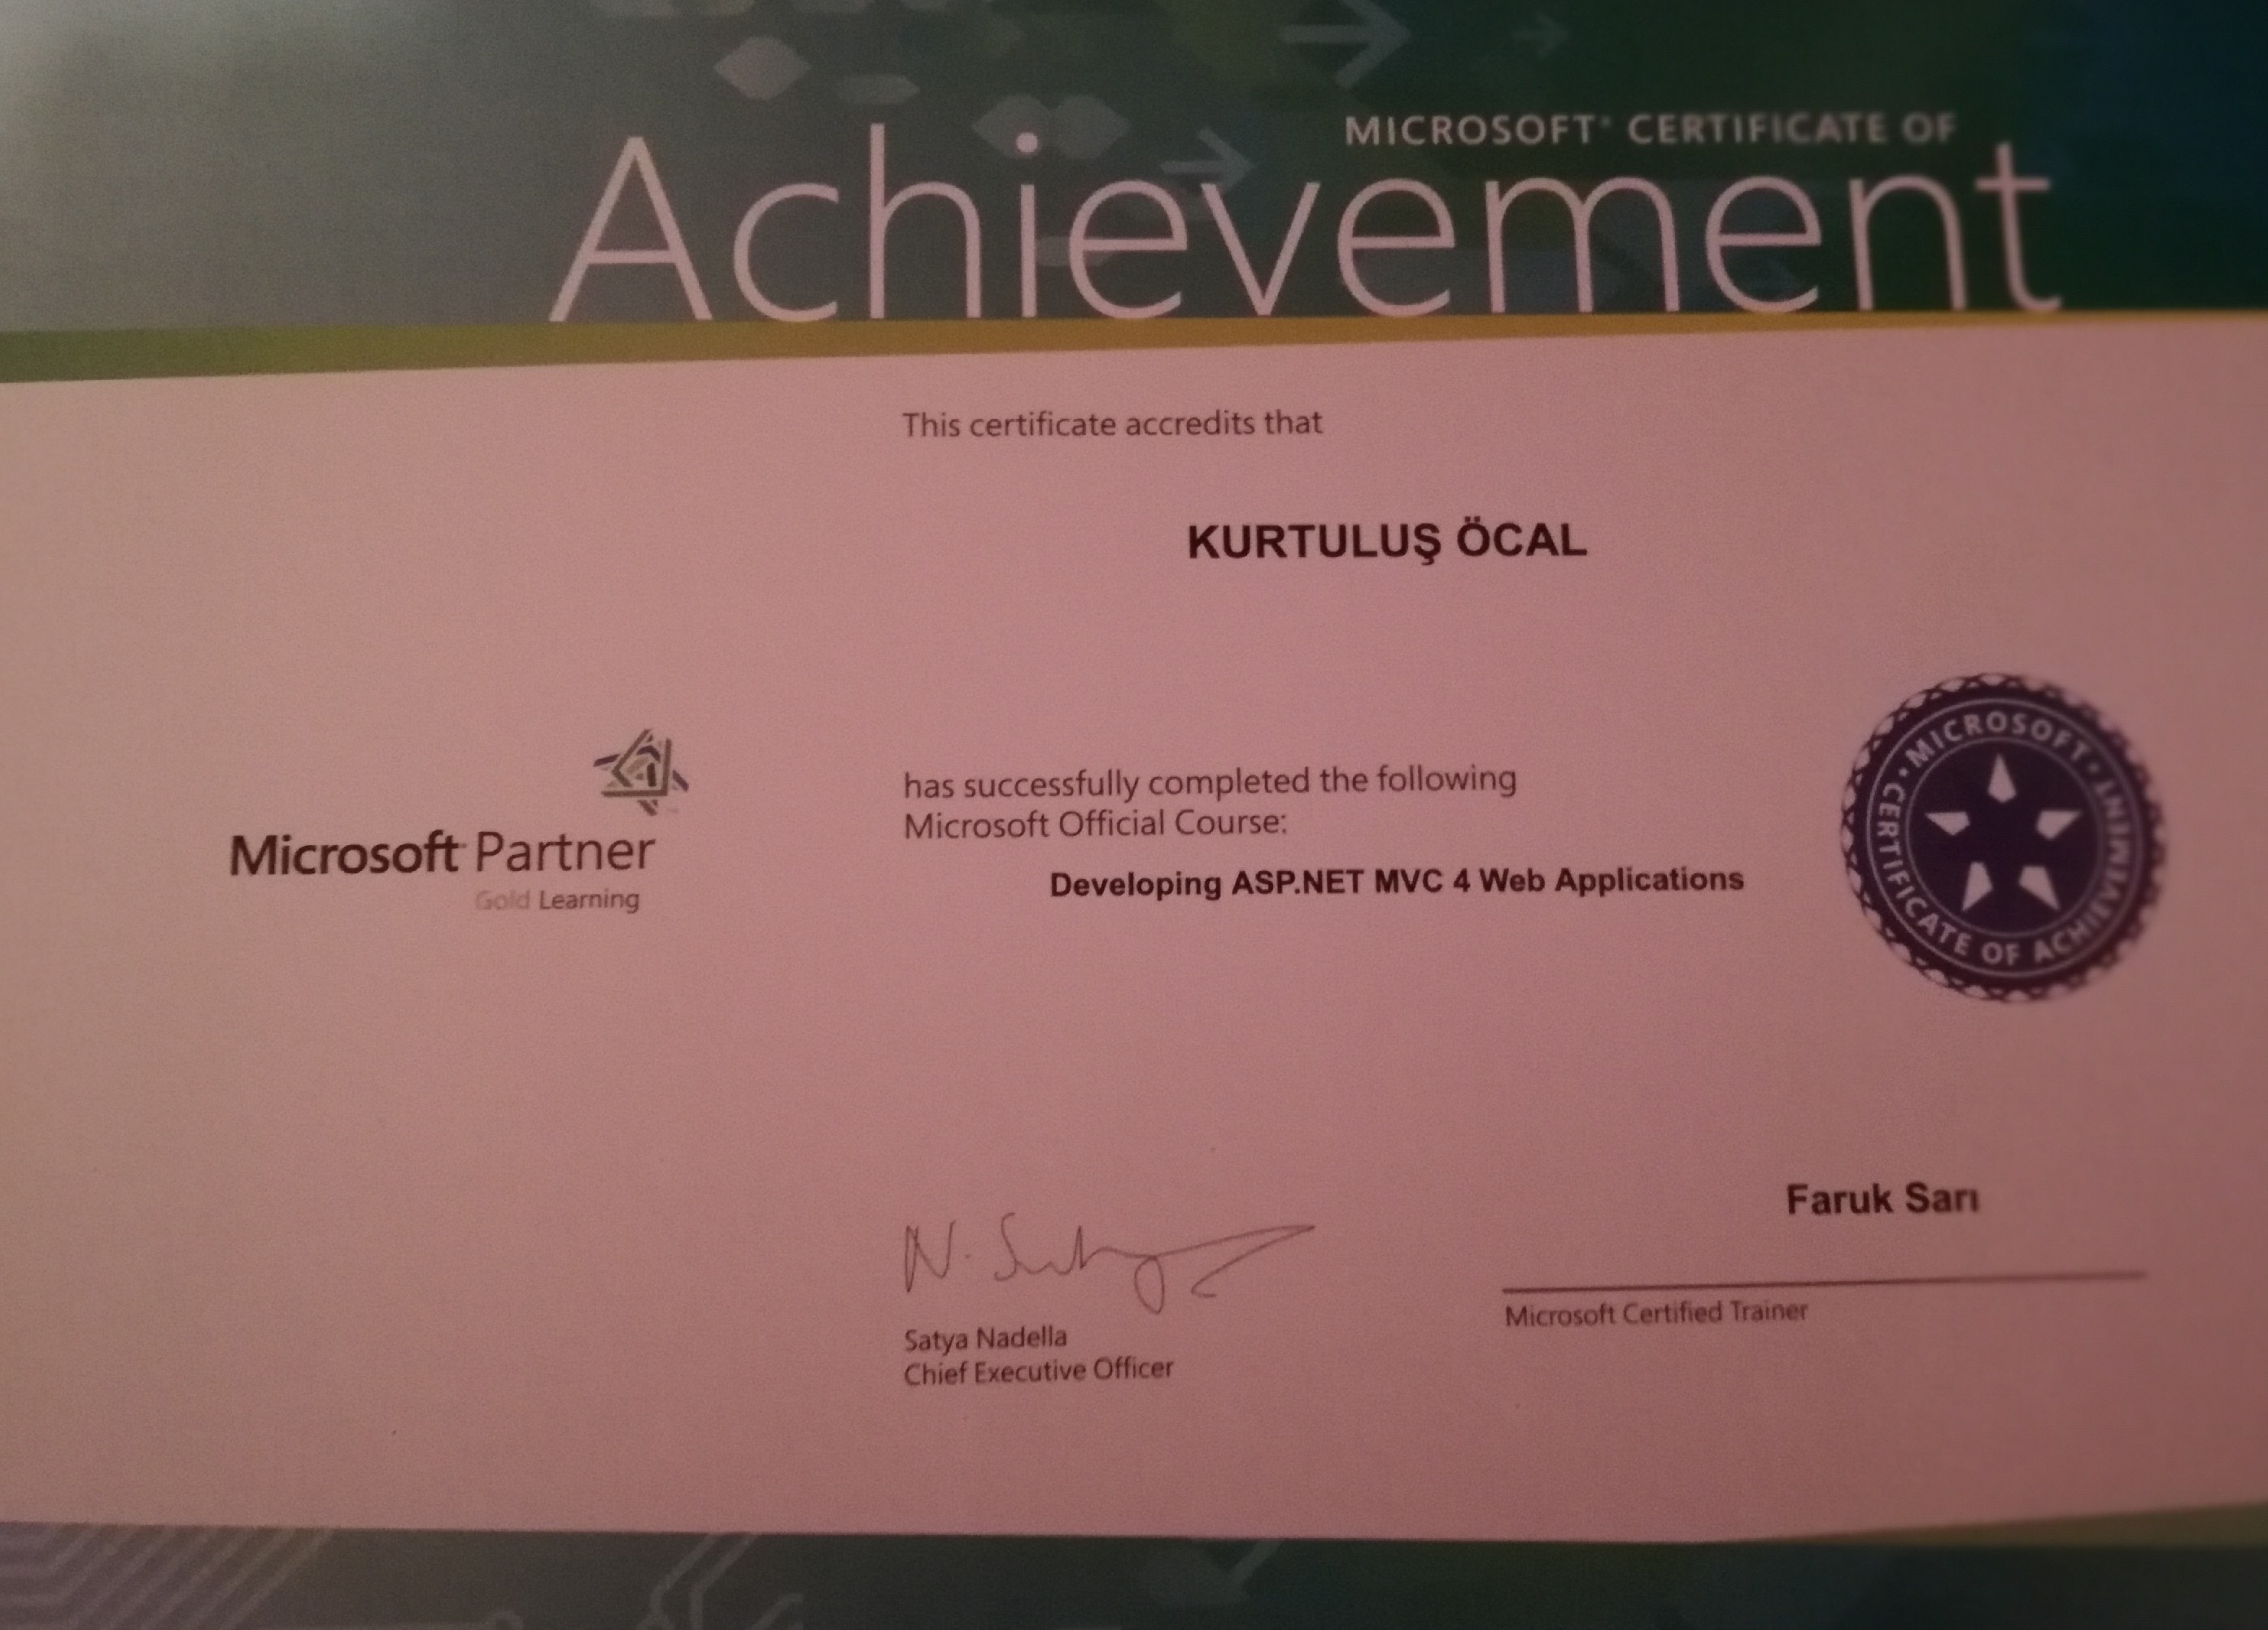 MICROSOFT® CERTIFICATE OF
Achievement
This certificate accredits that
KURTULUŞ ÖCAL
has successfully completed the following
Microsoft Official Course:
Developing ASP.NET MVC 4 Web Applications
Microsoft Partner
Gold Learning
MICROSOFT • CERTIFICATE OF ACHIEVEMENT •
N. Satya
Satya Nadella
Chief Executive Officer
Faruk Sarı
Microsoft Certified Trainer